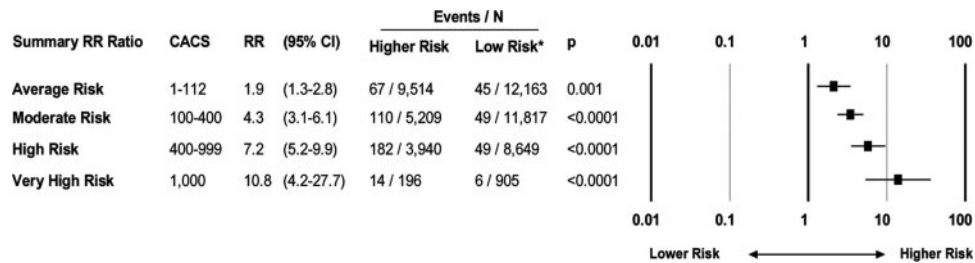 Events / N
Summary RR Ratio CACS RR (95% CI) Higher Risk Low Risk* p 0.01 0.1 1 10 100
Average Risk 1-112 1.9 (1.3-2.8) 67 / 9,514 45 / 12,163 0.001
Moderate Risk 100-400 4.3 (3.1-6.1) 110 / 5,209 49 / 11,817 <0.0001
High Risk 400-999 7.2 (5.2-9.9) 182 / 3,940 49 / 8,649 <0.0001
Very High Risk 1,000 10.8 (4.2-27.7) 14 / 196 6 / 905 <0.0001
0.01 0.1 1 10 100
Lower Risk Higher Risk